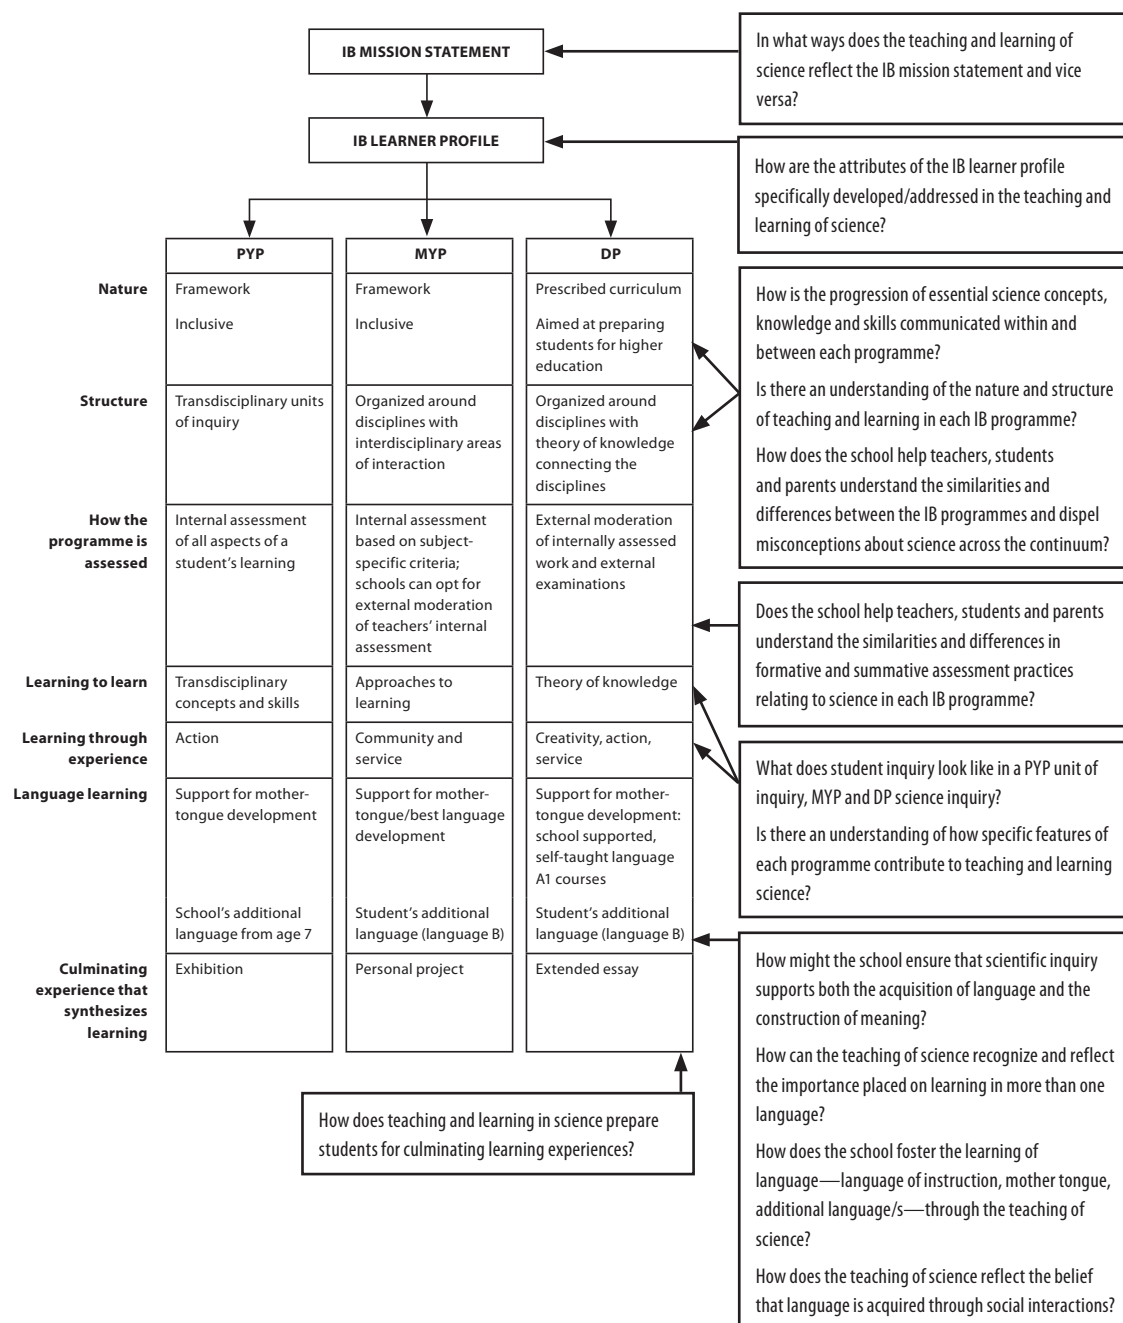 IB MISSION STATEMENT
In what ways does the teaching and learning of
science reflect the IB mission statement and vice
versa?
IB LEARNER PROFILE
How are the attributes of the IB learner profile
specifically developed/addressed in the teaching and
learning of science?
PYP
MYP
DP
Nature
Framework
Inclusive
Framework
Inclusive
Prescribed curriculum
Aimed at preparing
students for higher
education
How is the progression of essential science concepts,
knowledge and skills communicated within and
between each programme?
Is there an understanding of the nature and structure
of teaching and learning in each IB programme?
How does the school help teachers, students
and parents understand the similarities and
differences between the IB programmes and dispel
misconceptions about science across the continuum?
Structure
Transdisciplinary units
of inquiry
Organized around
disciplines with
interdisciplinary areas
of interaction
Organized around
disciplines with
theory of knowledge
connecting the
disciplines
How the
programme is
assessed
Internal assessment
of all aspects of a
student’s learning
Internal assessment
based on subject-
specific criteria;
schools can opt for
external moderation
of teachers’ internal
assessment
External moderation
of internally assessed
work and external
examinations
Does the school help teachers, students and parents
understand the similarities and differences in
formative and summative assessment practices
relating to science in each IB programme?
Learning to learn
Transdisciplinary
concepts and skills
Approaches to
learning
Theory of knowledge
Learning through
experience
Action
Community and
service
Creativity, action,
service
What does student inquiry look like in a PYP unit of
inquiry, MYP and DP science inquiry?
Is there an understanding of how specific features of
each programme contribute to teaching and learning
science?
Language learning
Support for mother-
tongue development
Support for mother-
tongue/best language
development
Support for mother-
tongue development:
school supported,
self-taught language
A1 courses
School’s additional
language from age 7
Student’s additional
language (language B)
Student’s additional
language (language B)
How might the school ensure that scientific inquiry
supports both the acquisition of language and the
construction of meaning?
How can the teaching of science recognize and reflect
the importance placed on learning in more than one
language?
How does the school foster the learning of
language—language of instruction, mother tongue,
additional language/s—through the teaching of
science?
How does the teaching of science reflect the belief
that language is acquired through social interactions?
Culminating
experience that
synthesizes
learning
Exhibition
Personal project
Extended essay
How does teaching and learning in science prepare
students for culminating learning experiences?